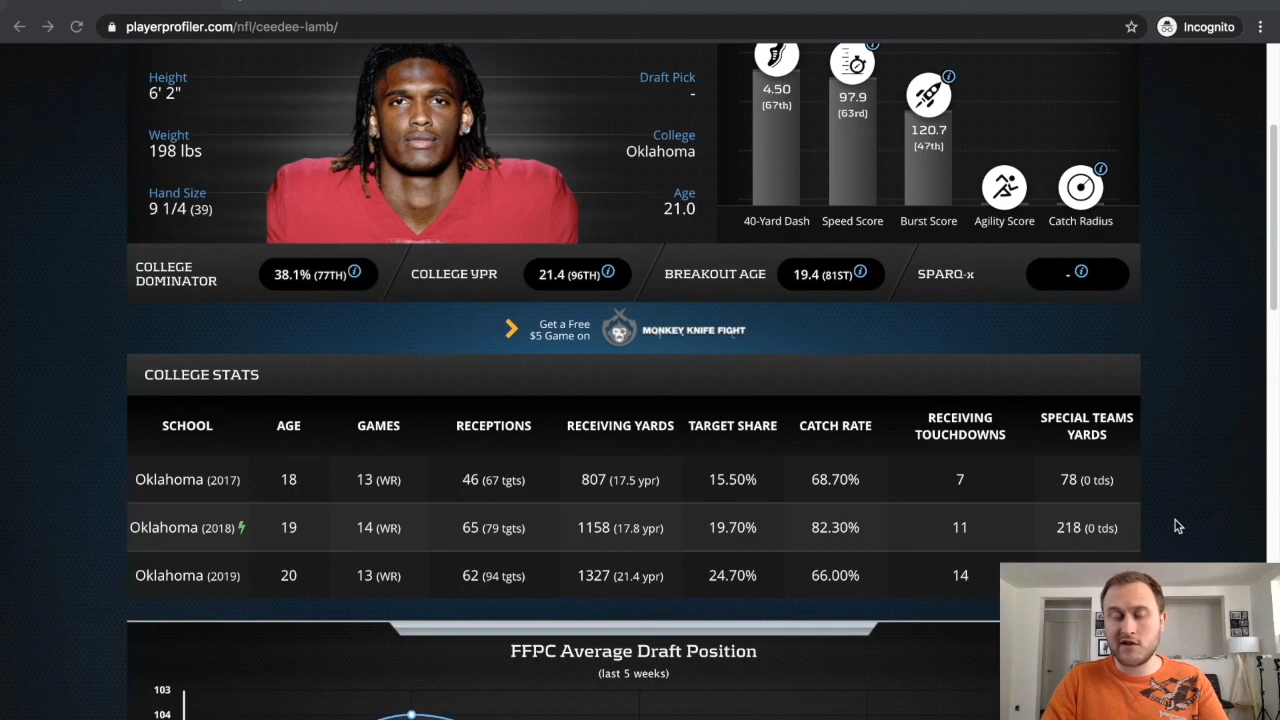 playerprofiler.com/nfl/ceedee-lamb/
Incognito
Height
6' 2"
Weight
198 lbs
Hand Size
9 1/4 (39)
Draft Pick
-
College
Oklahoma
Age
21.0
4.50
(67th)
97.9
(63rd)
120.7
(47th)
40-Yard Dash Speed Score Burst Score Agility Score Catch Radius
COLLEGE
DOMINATOR
38.1% (77TH)
COLLEGE YPR
21.4 (96TH)
BREAKOUT AGE
19.4 (81ST)
SPARQ-x
-
Get a Free
$5 Game on
MONKEY KNIFE FIGHT
COLLEGE STATS
SCHOOL AGE GAMES RECEPTIONS RECEIVING YARDS TARGET SHARE CATCH RATE RECEIVING TOUCHDOWNS SPECIAL TEAMS YARDS
Oklahoma (2017) 18 13 (WR) 46 (67 tgts) 807 (17.5 ypr) 15.50% 68.70% 7 78 (0 tds)
Oklahoma (2018) 19 14 (WR) 65 (79 tgts) 1158 (17.8 ypr) 19.70% 82.30% 11 218 (0 tds)
Oklahoma (2019) 20 13 (WR) 62 (94 tgts) 1327 (21.4 ypr) 24.70% 66.00% 14
FFPC Average Draft Position
(last 5 weeks)
103
104